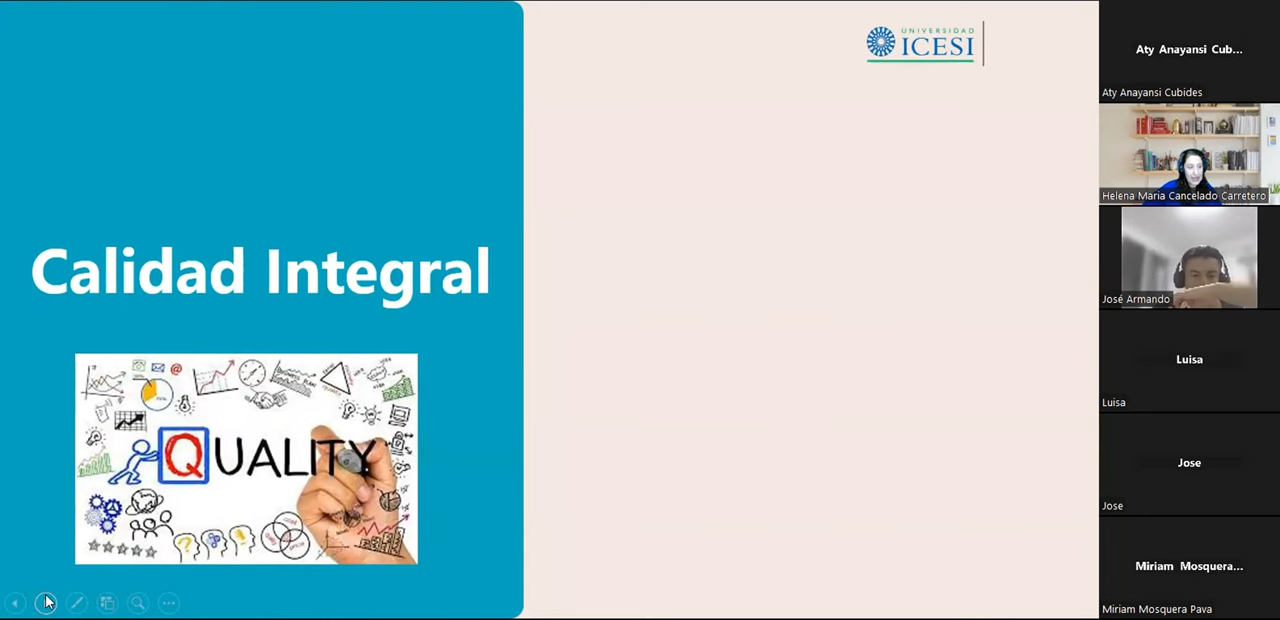 UNIVERSIDAD
ICESI
Calidad Integral
QUALITY
Aty Anayansi Cub...
Aty Anayansi Cubides
Helena Maria Cancelado Carretero
José Armando
Luisa
Luisa
Jose
Jose
Miriam Mosquera...
Miriam Mosquera Pava